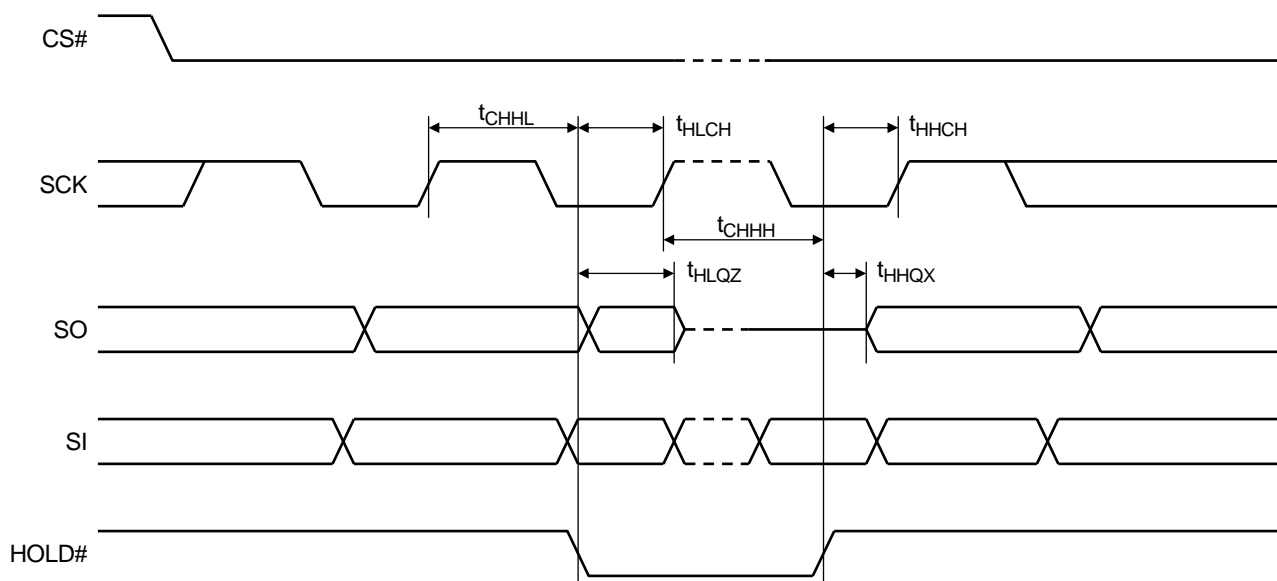 CS#
tCHHL
tHLCH
tHHCH
SCK
tCHHH
tHLQZ
tHHQX
SO
SI
HOLD#